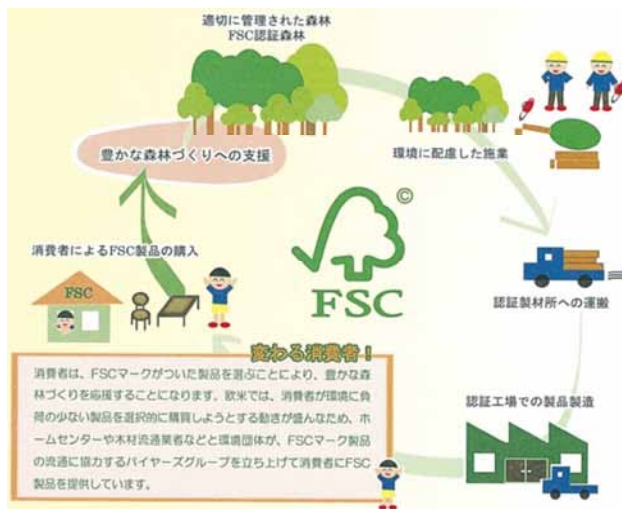 適切に管理された森林
FSC認証森林
豊かな森林づくりへの支援
環境に配慮した施業
消費者によるFSC製品の購入
FSC
©
FSC
認証製材所への運搬
変わる消費者！
消費者は、FSCマークがついた製品を選ぶことにより、豊かな森
林づくりを応援することになります。欧米では、消費者が環境に負
荷の少ない製品を選択的に購買しようとする動きが盛んなため、ホ
ームセンターや木材流通業者などと環境団体が、FSCマーク製品
の流通に協力するバイヤーズグループを立ち上げて消費者にFSC
製品を提供しています。
認証工場での製品製造